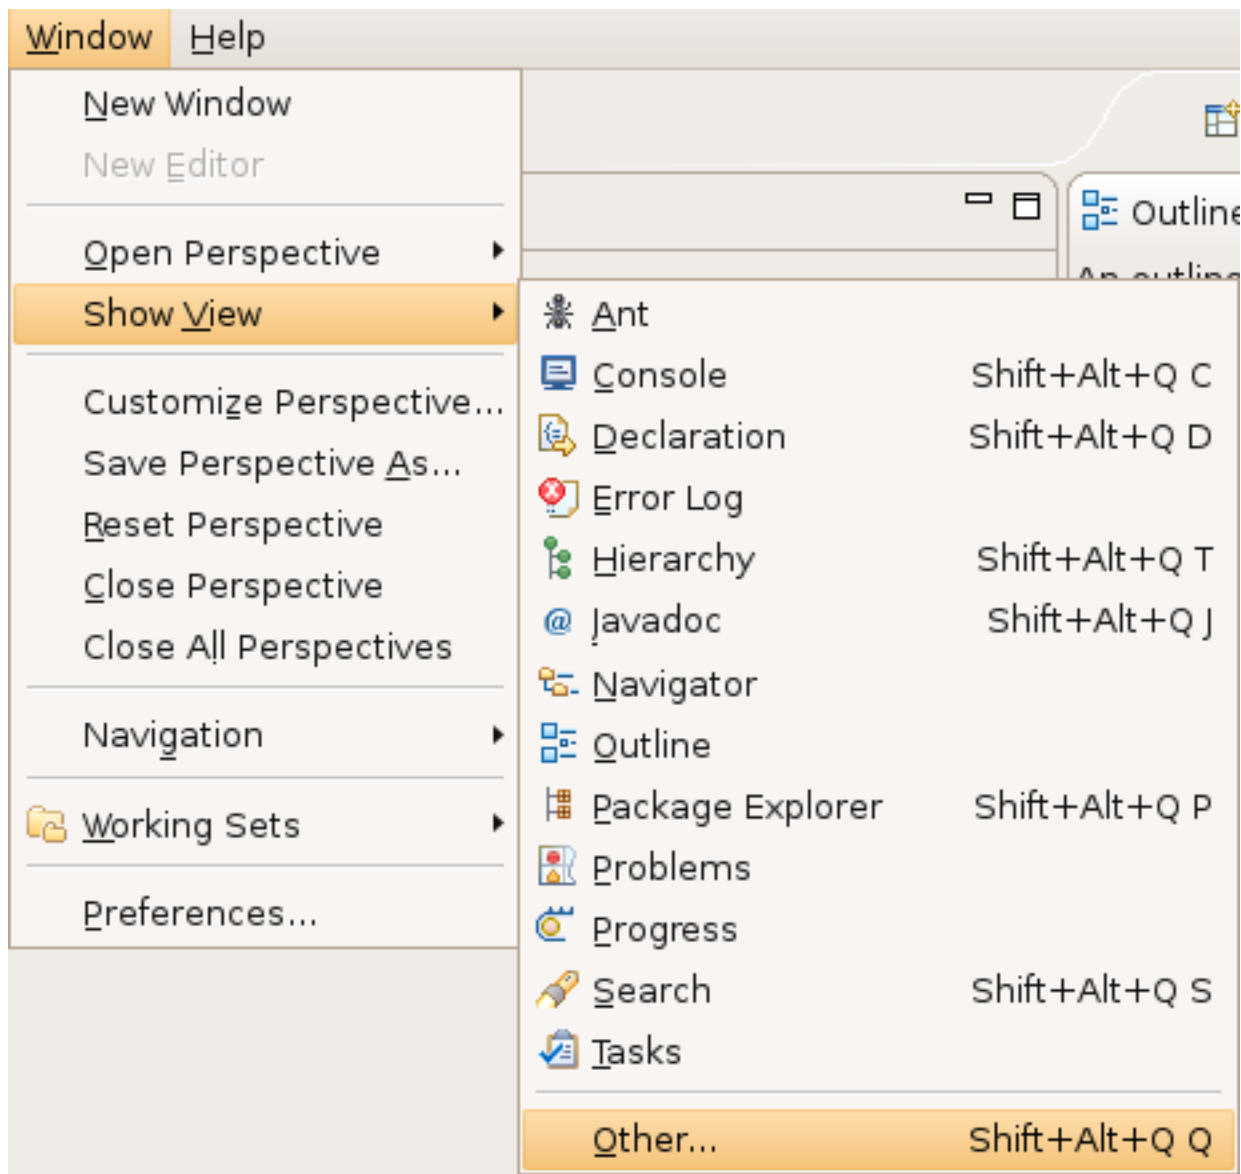 Window Help
New Window
New Editor
Open Perspective
Show View
Customize Perspective...
Save Perspective As...
Reset Perspective
Close Perspective
Close All Perspectives
Navigation
Working Sets
Preferences...
Outline
Ant
Console Shift+Alt+Q C
Declaration Shift+Alt+Q D
Error Log
Hierarchy Shift+Alt+Q T
Javadoc Shift+Alt+Q J
Navigator
Outline
Package Explorer Shift+Alt+Q P
Problems
Progress
Search Shift+Alt+Q S
Tasks
Other... Shift+Alt+Q Q